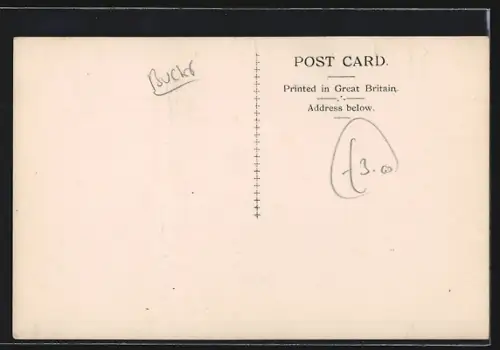 Bucks
POST CARD.
Printed in Great Britain.
Address below.
£3.00